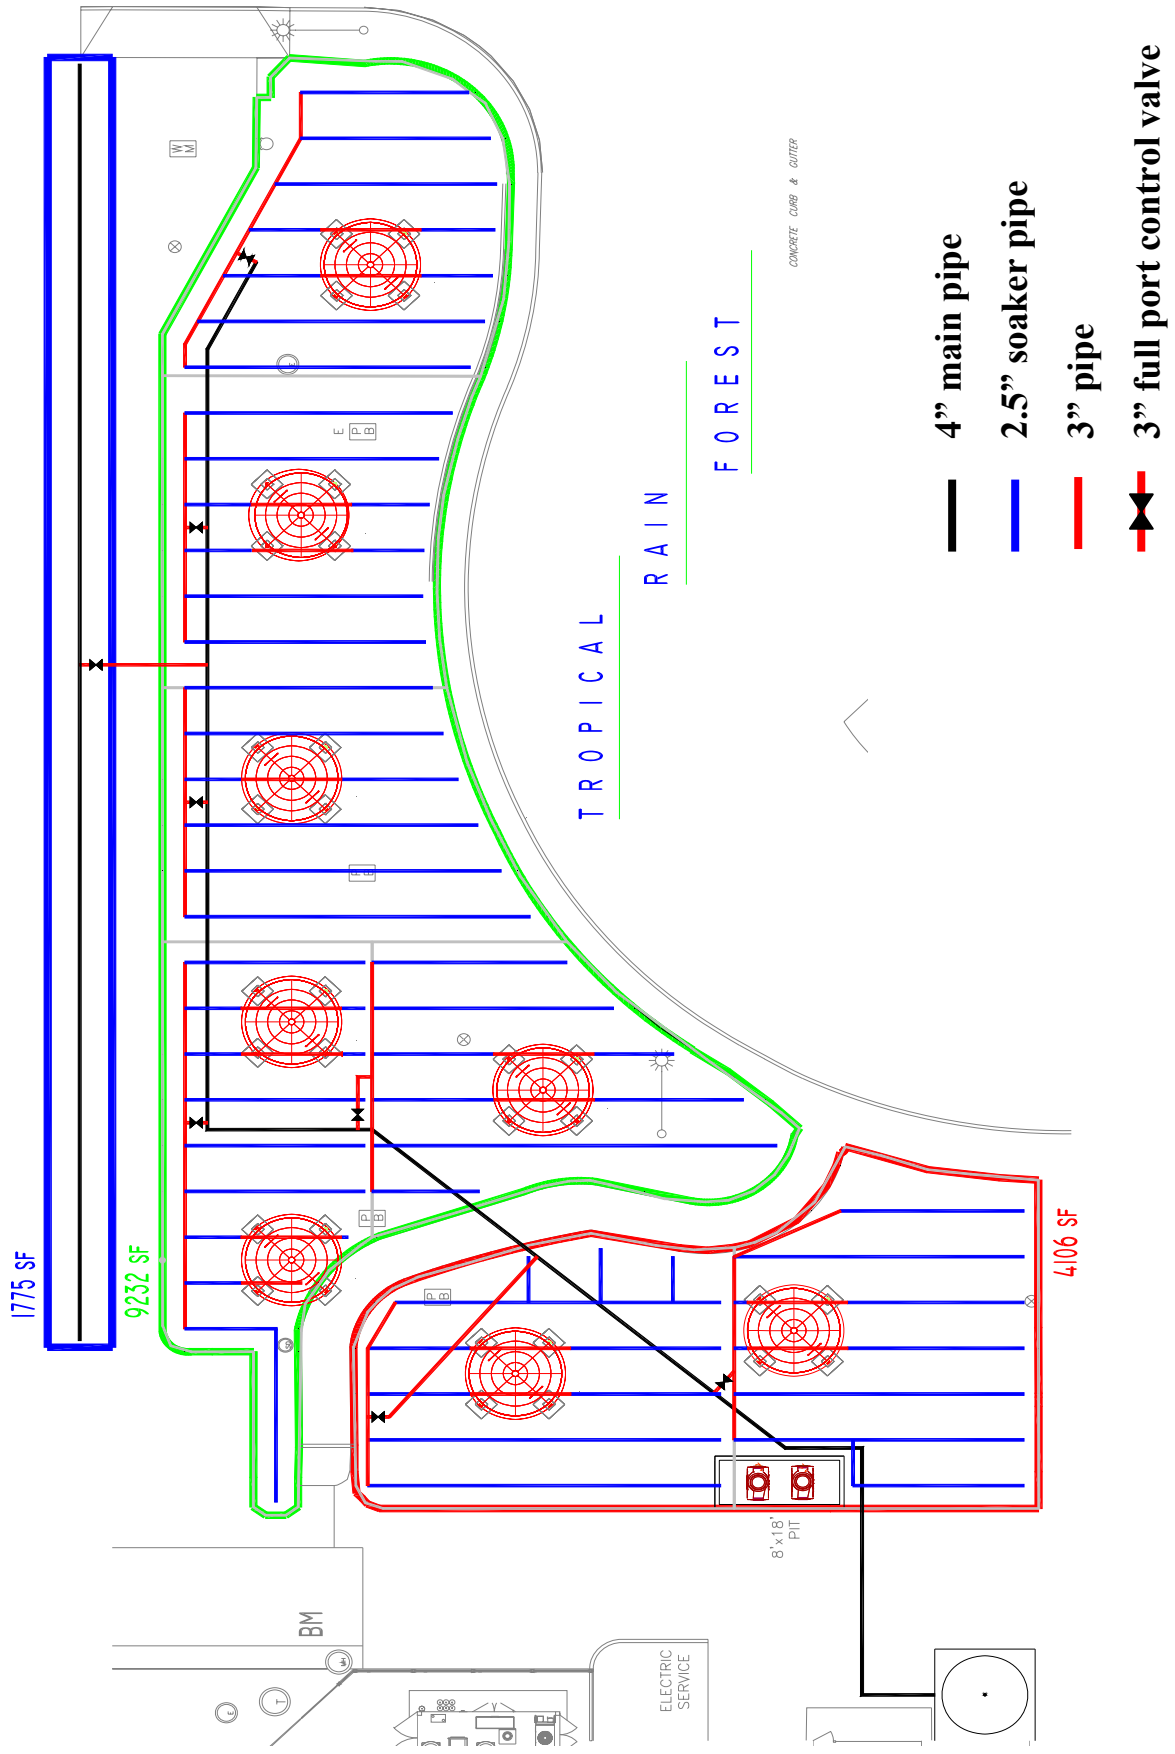 1775 SF
9232 SF
4106 SF
TROPICAL
RAIN
FOREST
CONCRETE CURB & GUTTER
4” main pipe
2.5” soaker pipe
3” pipe
3” full port control valve
W
M
E
P
B
E
P
B
P
B
P
B
8'x18'
PIT
BM
ELECTRIC
SERVICE
MH
E
T